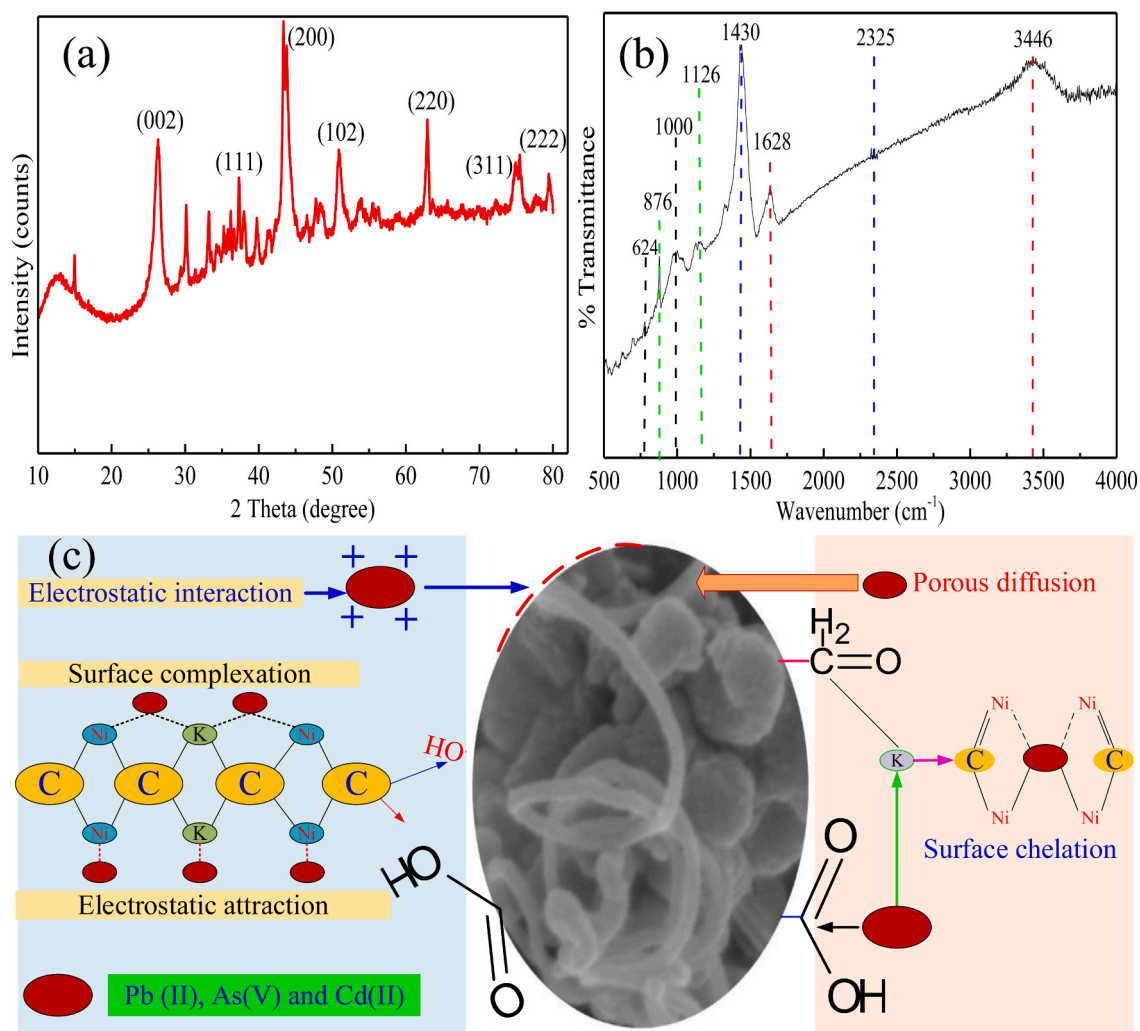 (a)
(002)
(111)
(200)
(102)
(220)
(311)
(222)
Intensity (counts)
10 20 30 40 50 60 70 80
2 Theta (degree)
(b)
624
876
1000
1126
1430
1628
2325
3446
% Transmittance
500 1000 1500 2000 2500 3000 3500 4000
Wavenumber (cm⁻¹)
(c)
+ +
Electrostatic interaction
+ +
Surface complexation
Ni K Ni
C C C C
HO
Ni K Ni
Electrostatic attraction
Pb (II), As(V) and Cd(II)
HO
O
Porous diffusion
H₂
C O
Ni Ni
K C C
Ni Ni
Surface chelation
O
OH